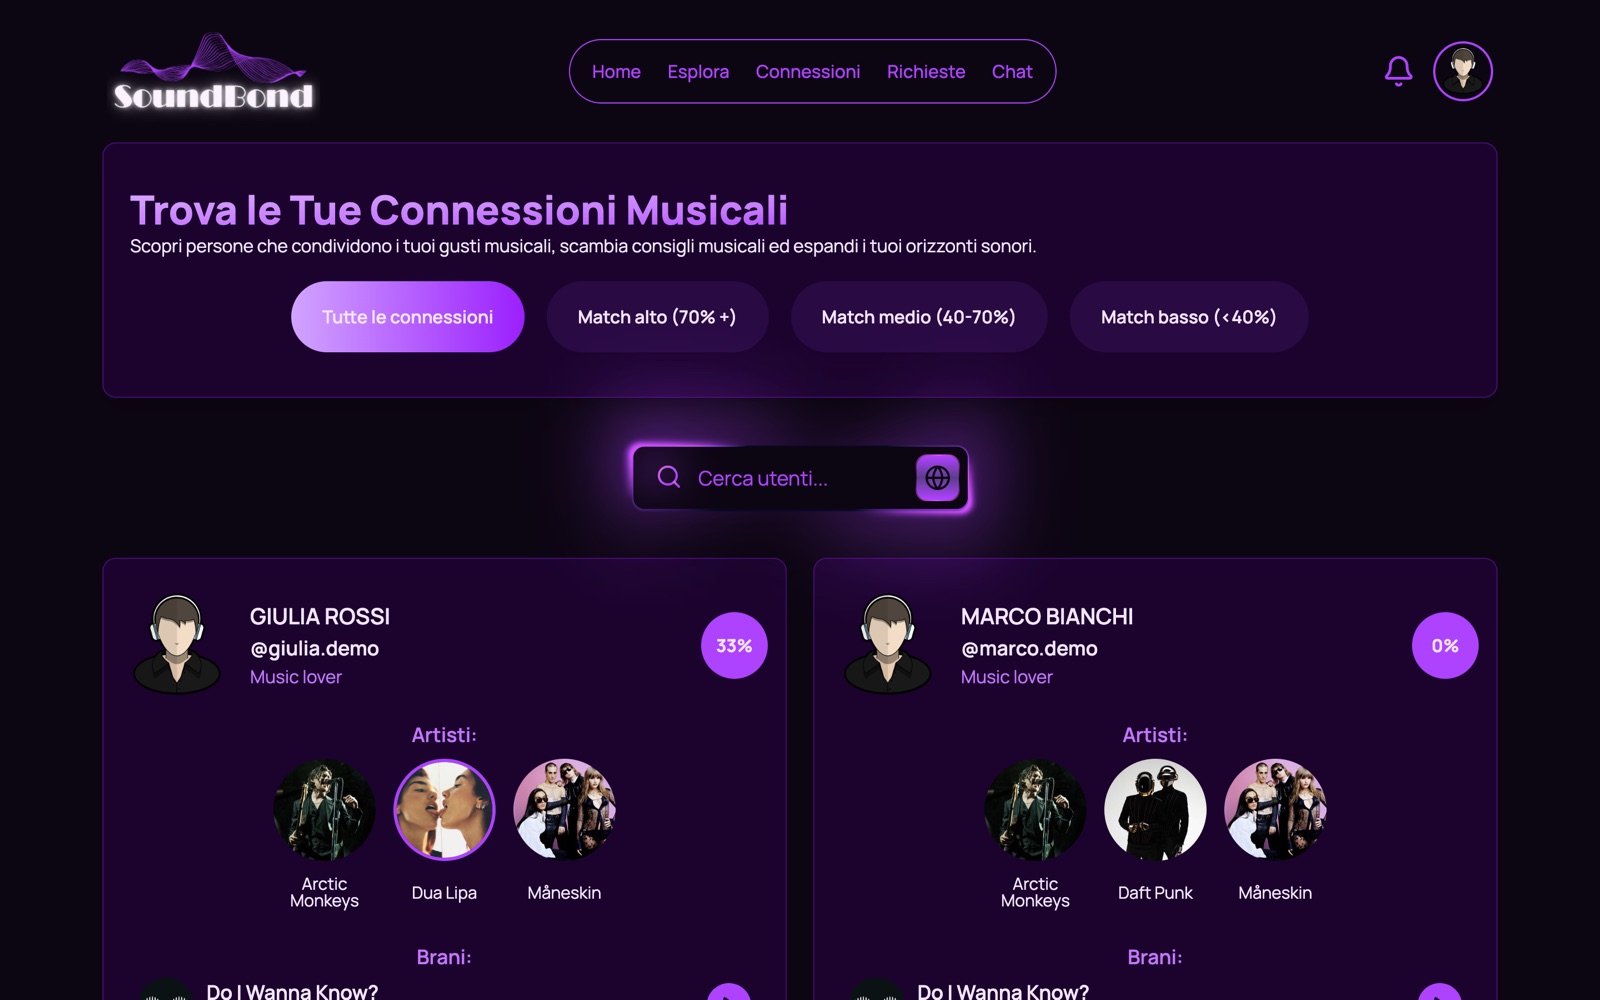 SoundBond
Home Esplora Connessioni Richieste Chat
Trova le Tue Connessioni Musicali
Scopri persone che condividono i tuoi gusti musicali, scambia consigli musicali ed espandi i tuoi orizzonti sonori.
Tutte le connessioni Match alto (70% +) Match medio (40-70%) Match basso (<40%)
Cerca utenti...
GIULIA ROSSI
@giulia.demo
Music lover
33%
Artisti:
Arctic
Monkeys
Dua Lipa
Måneskin
Brani:
Do I Wanna Know?
MARCO BIANCHI
@marco.demo
Music lover
0%
Artisti:
Arctic
Monkeys
Daft Punk
Måneskin
Brani:
Do I Wanna Know?